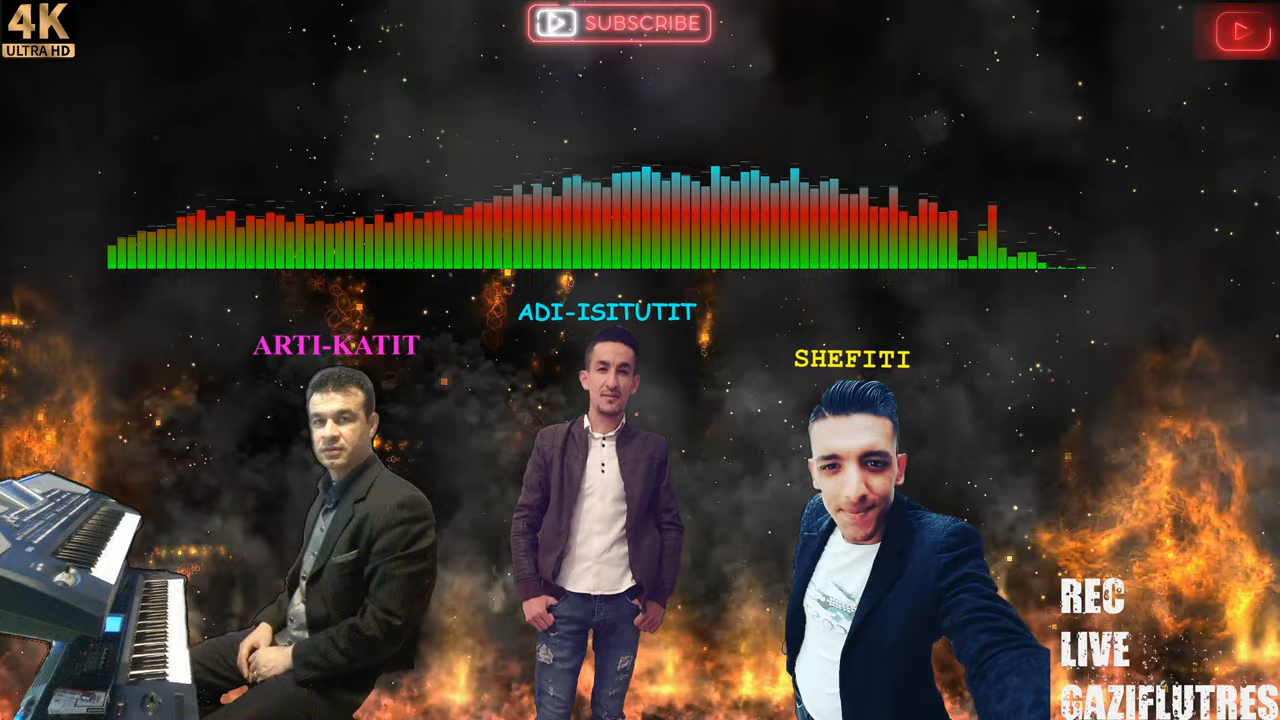 4K
ULTRA HD
SUBSCRIBE
ADI-ISITUTIT
ARTI-KATIT
SHEFITI
REC
LIVE
GAZIFLUTRES